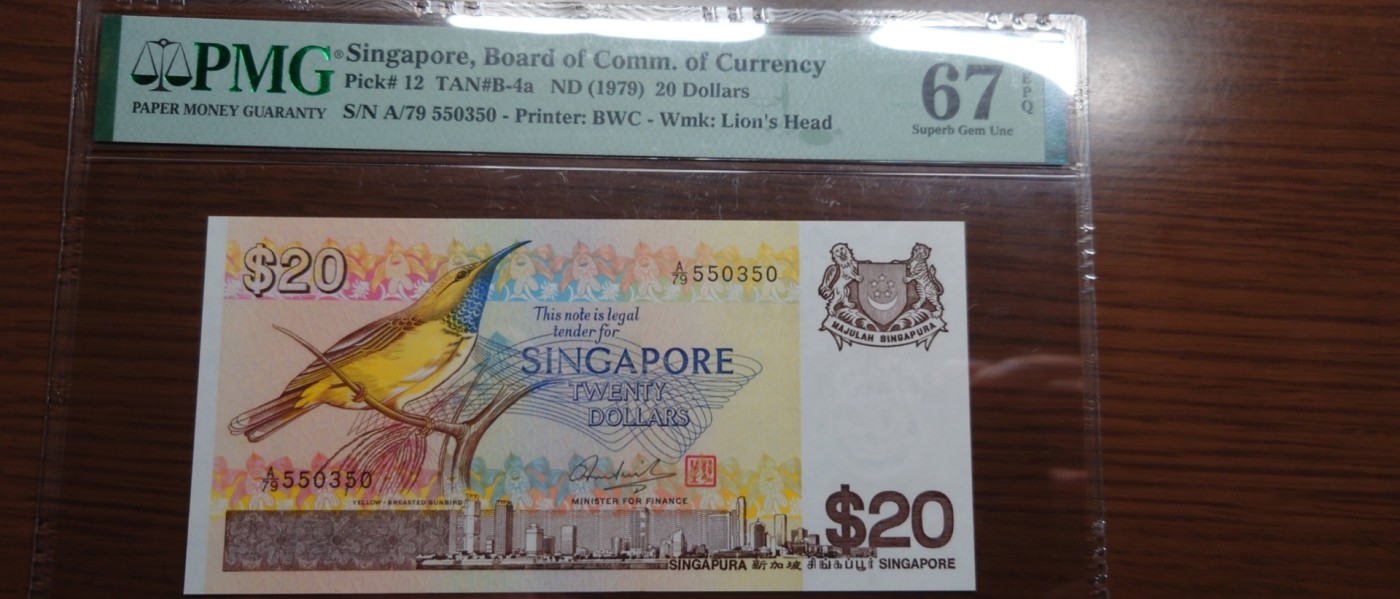 PMG® Singapore, Board of Comm. of Currency
Pick# 12 TAN#B-4a ND (1979) 20 Dollars
PAPER MONEY GUARANTY S/N A/79 550350 - Printer: BWC - Wmk: Lion's Head
67 EPQ
Superb Gem Unc
$20
A/79 550350
This note is legal
tender for
SINGAPORE
TWENTY
DOLLARS
MAJULAH SINGAPURA
A/79 550350
YELLOW-BREASTED SUNBIRD
MINISTER FOR FINANCE
$20
SINGAPURA 新加坡 சிங்கப்பூர் SINGAPORE